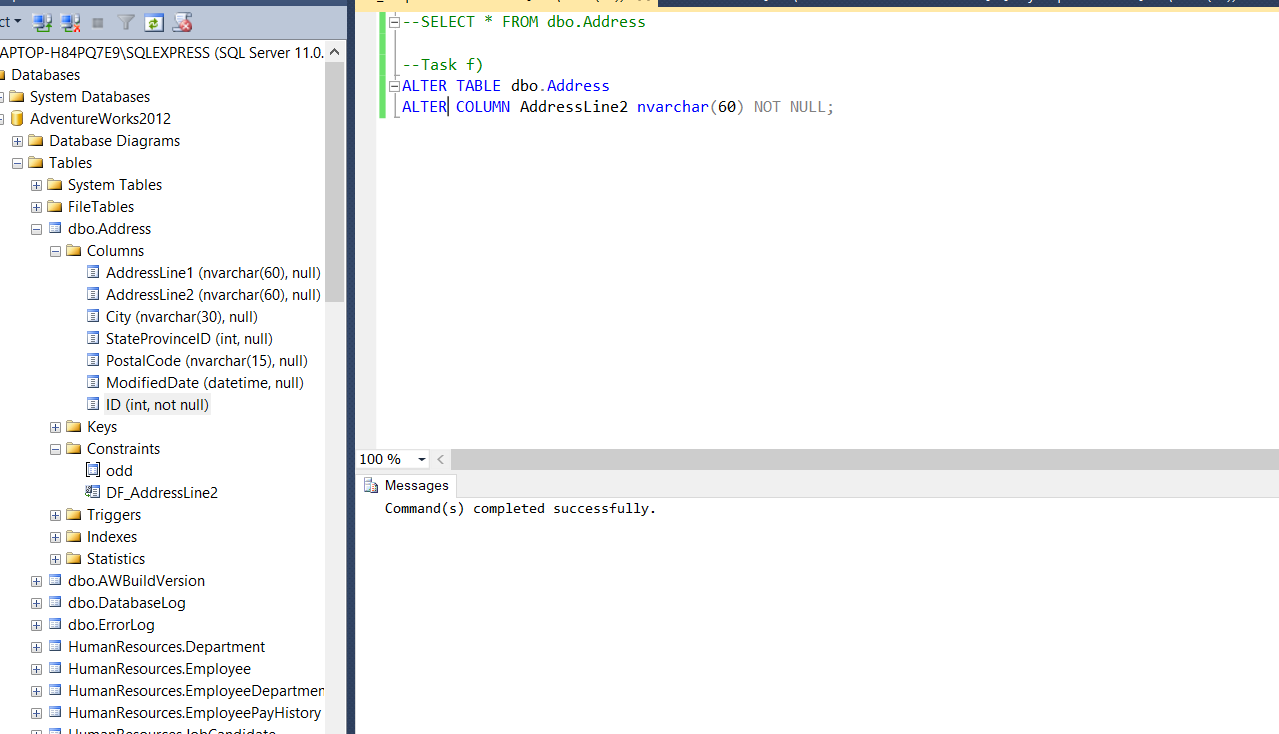 ct
APTOP-H84PQ7E9\SQLEXPRESS (SQL Server 11.0.
Databases
System Databases
AdventureWorks2012
Database Diagrams
Tables
System Tables
FileTables
dbo.Address
Columns
AddressLine1 (nvarchar(60), null)
AddressLine2 (nvarchar(60), null)
City (nvarchar(30), null)
StateProvinceID (int, null)
PostalCode (nvarchar(15), null)
ModifiedDate (datetime, null)
ID (int, not null)
Keys
Constraints
odd
DF_AddressLine2
Triggers
Indexes
Statistics
dbo.AWBuildVersion
dbo.DatabaseLog
dbo.ErrorLog
HumanResources.Department
HumanResources.Employee
HumanResources.EmployeeDepartmen
HumanResources.EmployeePayHistory
HumanResources.JobCandidate
--SELECT * FROM dbo.Address
--Task f)
ALTER TABLE dbo.Address
ALTER COLUMN AddressLine2 nvarchar(60) NOT NULL;
100 %
Messages
Command(s) completed successfully.